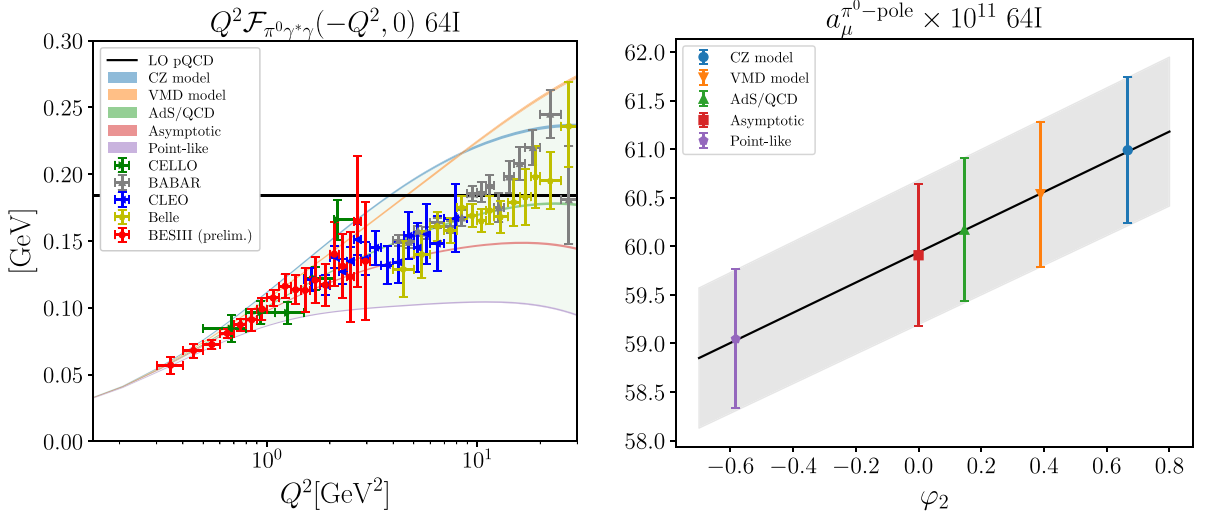 Q² 𝓕_{π⁰γ*γ}(−Q², 0) 64I
[GeV]
0.30
0.25
0.20
0.15
0.10
0.05
0.00
LO pQCD
CZ model
VMD model
AdS/QCD
Asymptotic
Point-like
CELLO
BABAR
CLEO
Belle
BESIII (prelim.)
10⁰
10¹
Q²[GeV²]
a_μ^{π⁰−pole} × 10¹¹ 64I
62.0
61.5
61.0
60.5
60.0
59.5
59.0
58.5
58.0
CZ model
VMD model
AdS/QCD
Asymptotic
Point-like
−0.6
−0.4
−0.2
0.0
0.2
0.4
0.6
0.8
φ₂